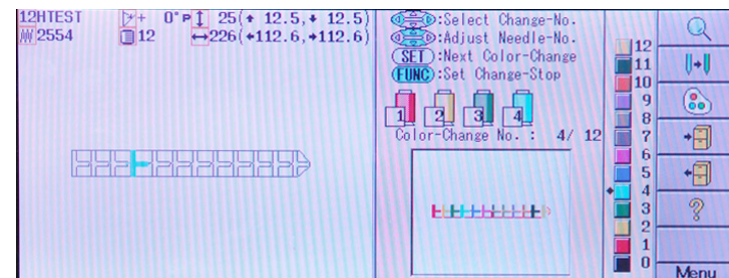 12HTEST + 0°P 25(↑ 12.5,↓ 12.5)
2554 12 ↔226(←112.6,→112.6)
:Select Change-No.
:Adjust Needle-No.
SET:Next Color-Change
FUNC:Set Change-Stop
1 2 3 4
Color-Change No. : 4/ 12
12
11
10
9
8
7
6
5
4
3
2
1
0
?
Menu